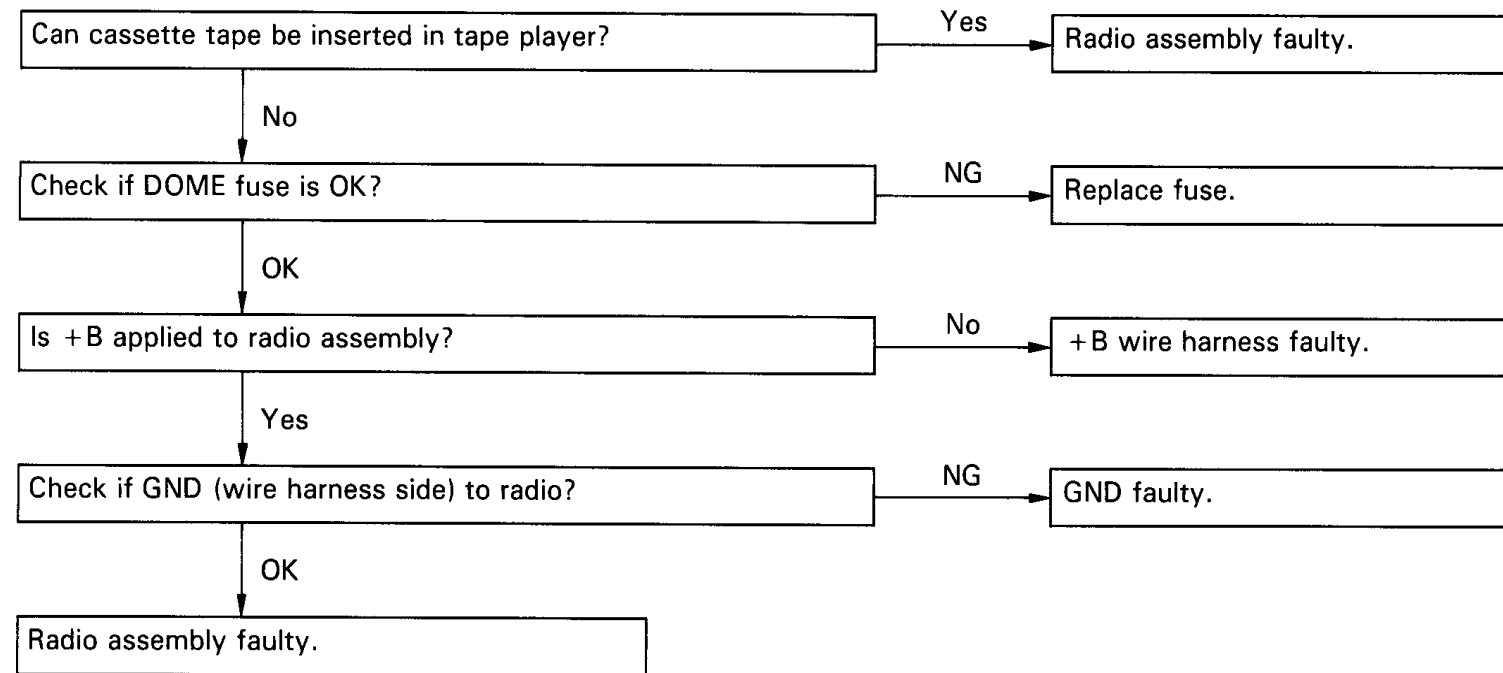 Can cassette tape be inserted in tape player?
Yes
Radio assembly faulty.
No
Check if DOME fuse is OK?
NG
Replace fuse.
OK
Is +B applied to radio assembly?
No
+B wire harness faulty.
Yes
Check if GND (wire harness side) to radio?
NG
GND faulty.
OK
Radio assembly faulty.